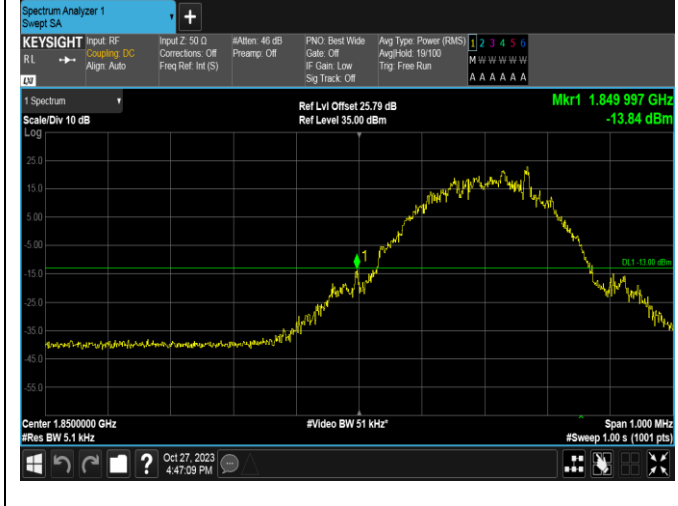 Spectrum Analyzer 1
Swept SA
+
KEYSIGHT Input: RF Input Z: 50 Ω #Atten: 46 dB PNO: Best Wide Avg Type: Power (RMS) 1 2 3 4 5 6
RL Coupling: DC Corrections: Off Preamp: Off Gate: Off Avg|Hold: 19/100 M W W W W W
Align: Auto Freq Ref: Int (S) IF Gain: Low Trig: Free Run
Sig Track: Off A A A A A A
LXI
1 Spectrum Ref Lvl Offset 25.79 dB Mkr1 1.849 997 GHz
Scale/Div 10 dB Ref Level 35.00 dBm -13.84 dBm
Log
25.0
15.0
5.00
-5.00
1
DL1 -13.00 dBm
-15.0
-25.0
-35.0
-45.0
-55.0
Center 1.8500000 GHz #Video BW 51 kHz* Span 1.000 MHz
#Res BW 5.1 kHz #Sweep 1.00 s (1001 pts)
? Oct 27, 2023
4:47:09 PM